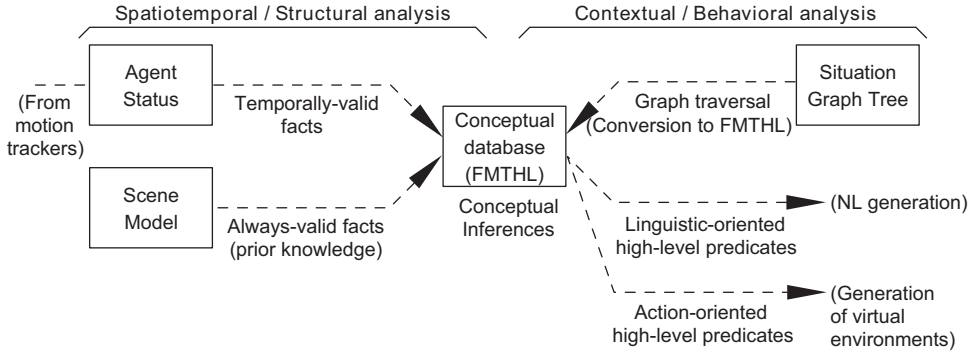 Spatiotemporal / Structural analysis
Contextual / Behavioral analysis
Agent
Status
(From
motion
trackers)
Temporally-valid
facts
Scene
Model
Always-valid facts
(prior knowledge)
Conceptual
database
(FMTHL)
Conceptual
Inferences
Graph traversal
(Conversion to FMTHL)
Situation
Graph Tree
Linguistic-oriented
high-level predicates
(NL generation)
Action-oriented
high-level predicates
(Generation
of virtual
environments)